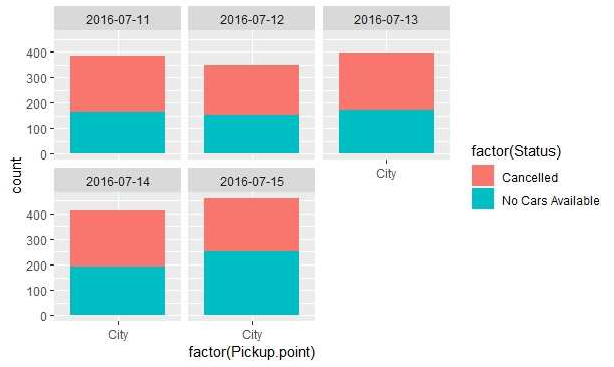 2016-07-11
2016-07-12
2016-07-13
400
300
200
100
0
City
2016-07-14
2016-07-15
400
300
200
100
0
City
City
count
factor(Pickup.point)
factor(Status)
Cancelled
No Cars Available